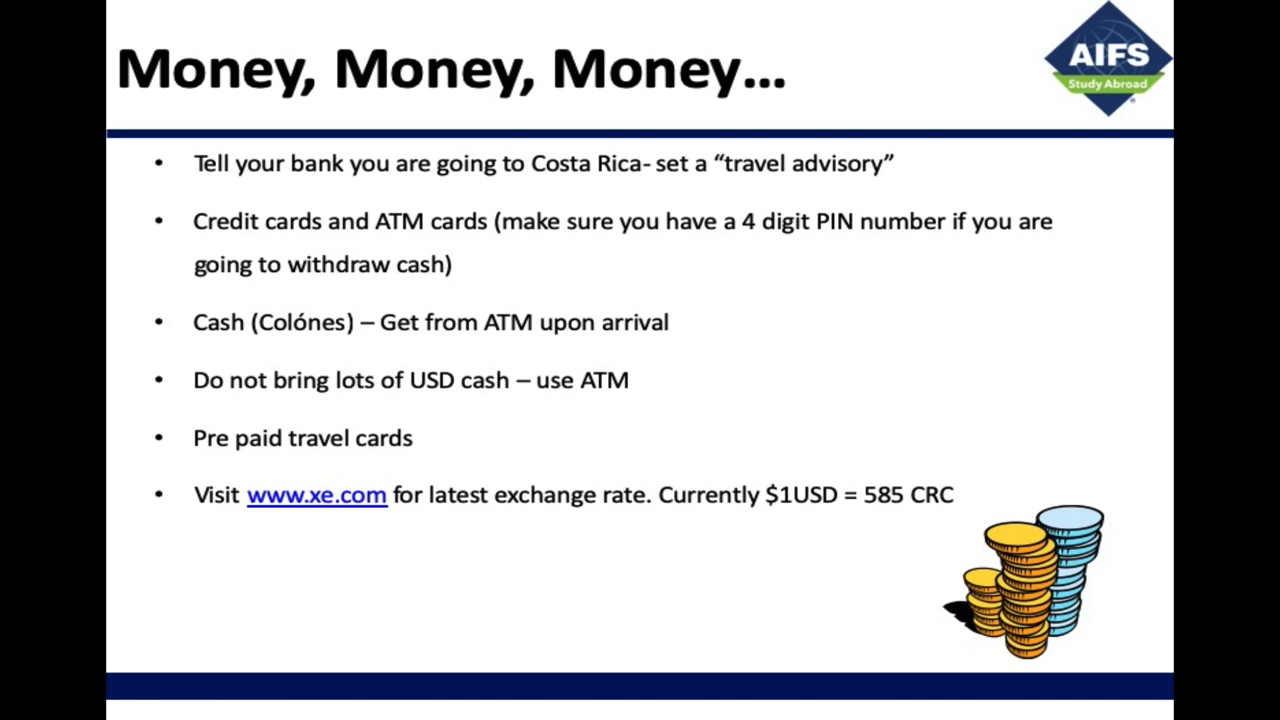 Money, Money, Money...
AIFS
Study Abroad
®
• Tell your bank you are going to Costa Rica- set a “travel advisory”
• Credit cards and ATM cards (make sure you have a 4 digit PIN number if you are
going to withdraw cash)
• Cash (Colónes) – Get from ATM upon arrival
• Do not bring lots of USD cash – use ATM
• Pre paid travel cards
• Visit www.xe.com for latest exchange rate. Currently $1USD = 585 CRC